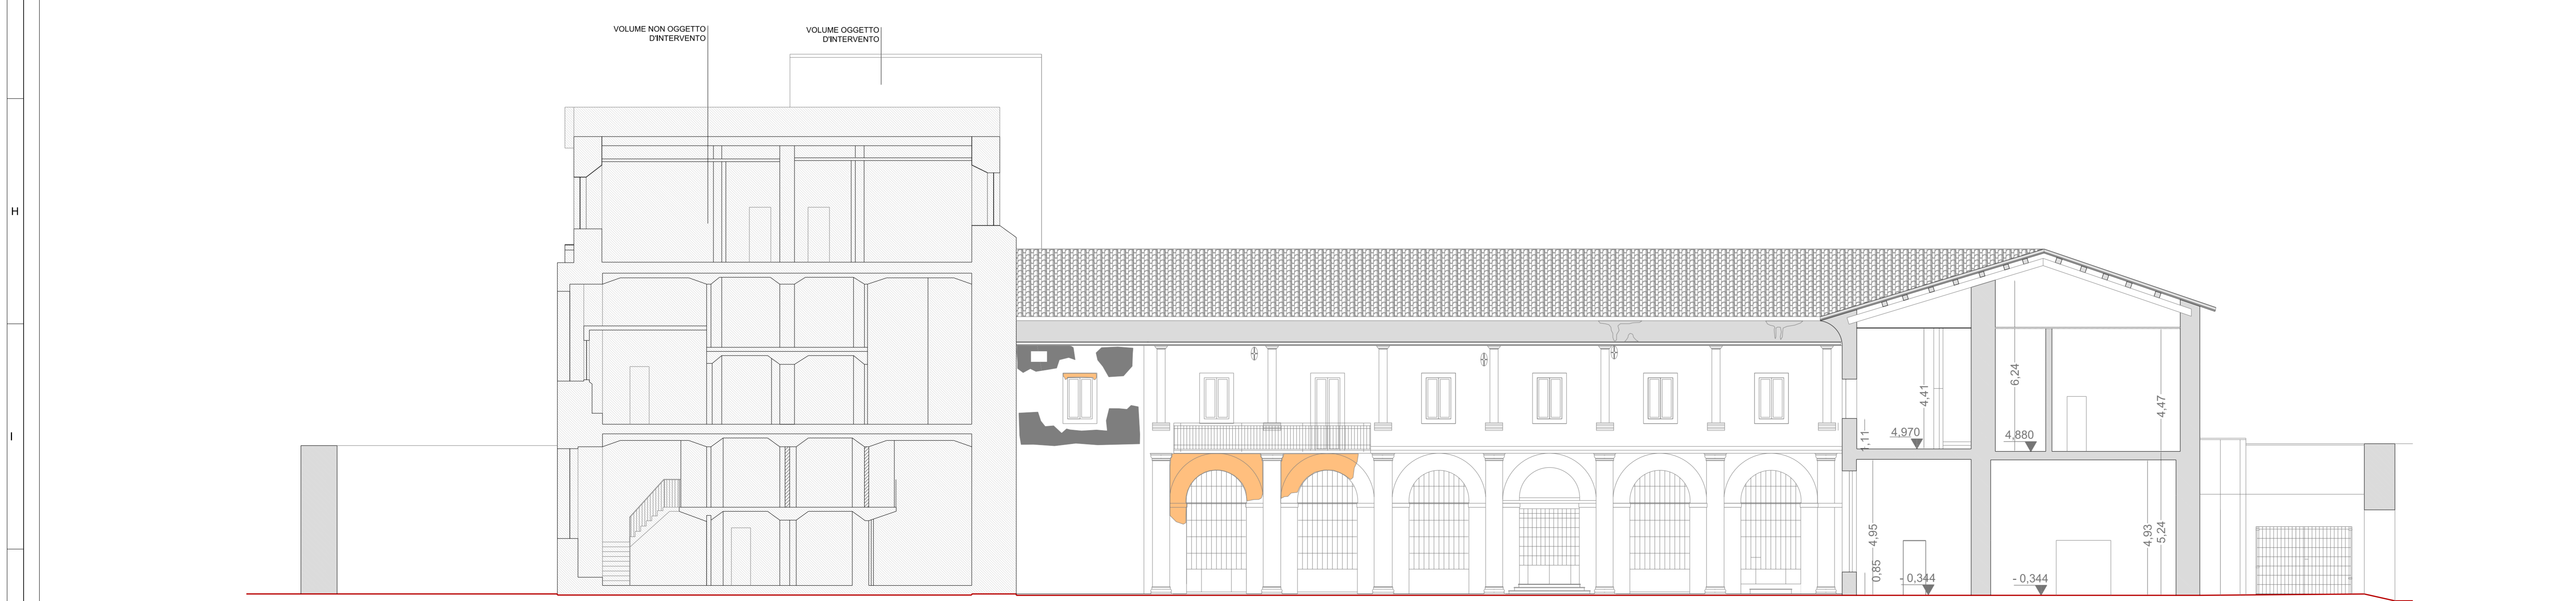 VOLUME NON OGGETTO
D'INTERVENTO
VOLUME OGGETTO
D'INTERVENTO
H
I
4,41
6,24
4,47
4,970
4,880
1,11
4,95
0,85
4,93
5,24
- 0,344
- 0,344